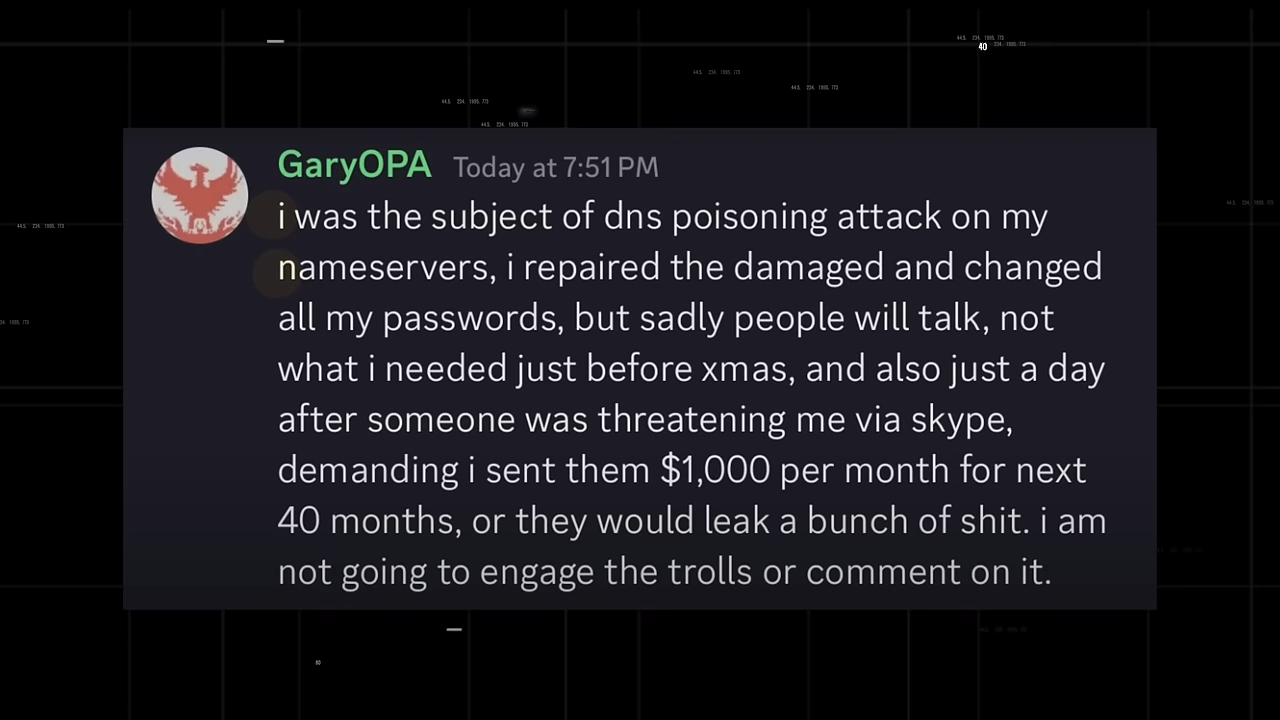 GaryOPA Today at 7:51 PM
i was the subject of dns poisoning attack on my
nameservers, i repaired the damaged and changed
all my passwords, but sadly people will talk, not
what i needed just before xmas, and also just a day
after someone was threatening me via skype,
demanding i sent them $1,000 per month for next
40 months, or they would leak a bunch of shit. i am
not going to engage the trolls or comment on it.